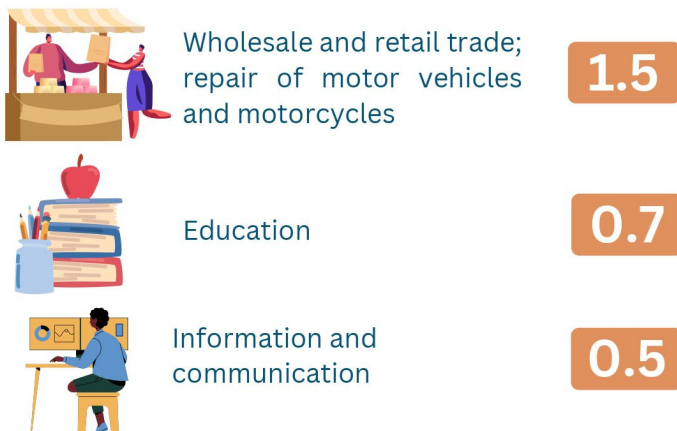 Wholesale and retail trade;
repair of motor vehicles
and motorcycles
1.5
Education
0.7
Information and
communication
0.5